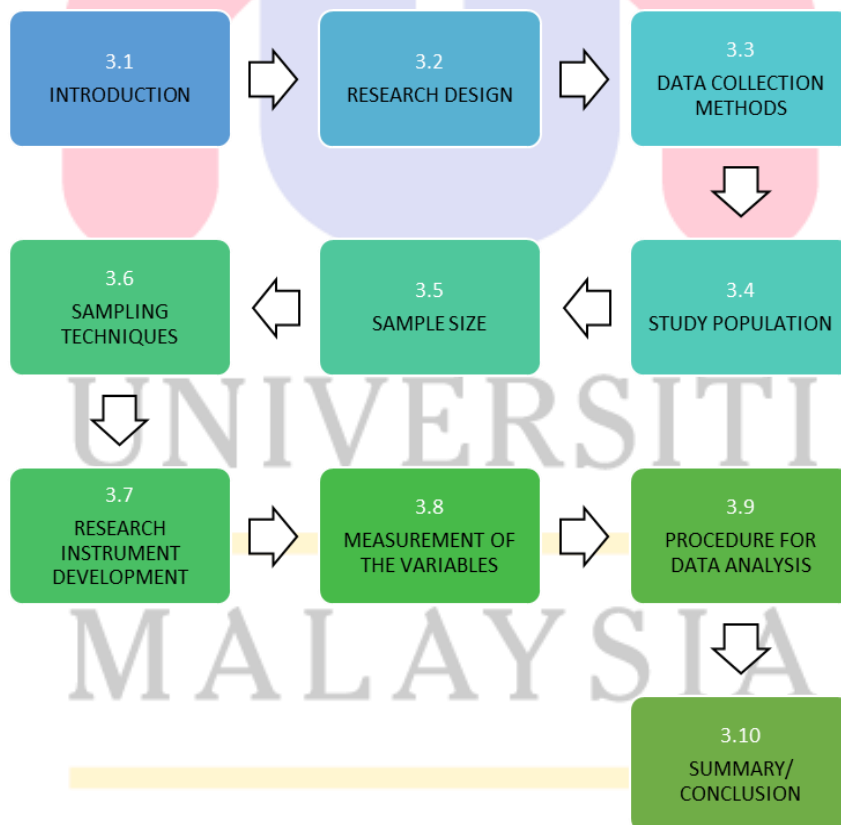 3.1
INTRODUCTION
3.2
RESEARCH DESIGN
3.3
DATA COLLECTION
METHODS
3.4
STUDY POPULATION
3.5
SAMPLE SIZE
3.6
SAMPLING
TECHNIQUES
UNIVERSITI
3.7
RESEARCH
INSTRUMENT
DEVELOPMENT
3.8
MEASUREMENT OF
THE VARIABLES
3.9
PROCEDURE FOR
DATA ANALYSIS
MALAYSIA
3.10
SUMMARY/
CONCLUSION